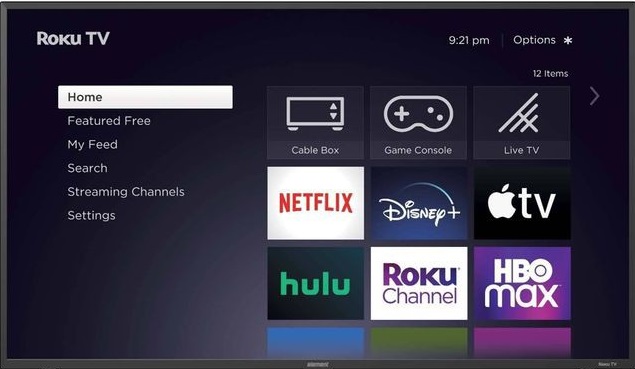 Roku TV
9:21 pm
Options *
12 Items
Home
Featured Free
My Feed
Search
Streaming Channels
Settings
Cable Box
Game Console
Live TV
NETFLIX
Disney+
tv
hulu
Roku
Channel
HBO
max
element
Roku TV